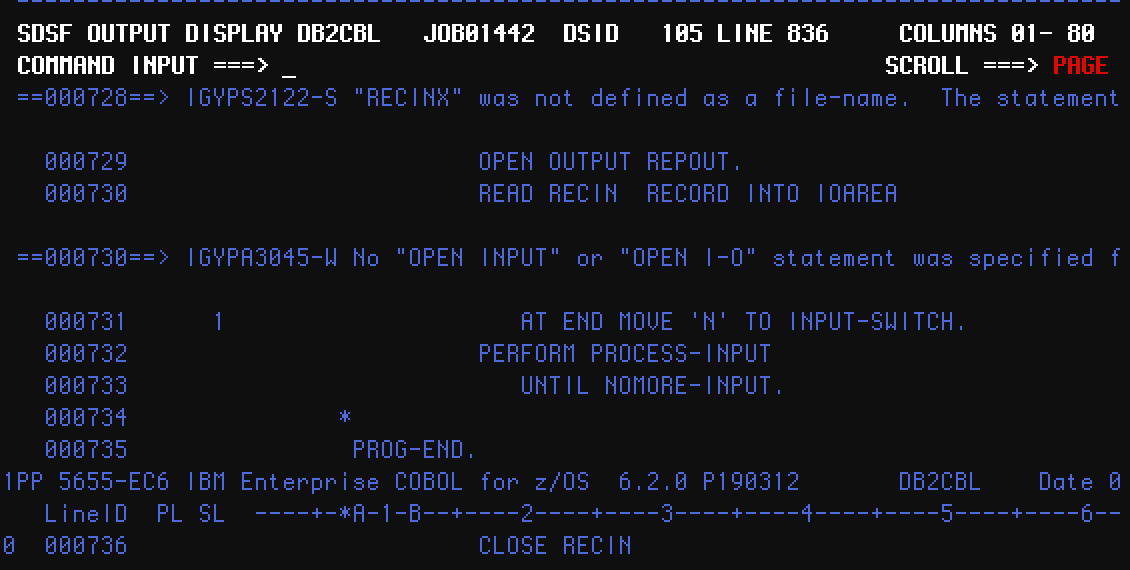 SDSF OUTPUT DISPLAY DB2CBL   JOB01442  DSID   105 LINE 836     COLUMNS 01- 80
COMMAND INPUT ===> _                                            SCROLL ===> PAGE
==000728==> IGYPS2122-S "RECINX" was not defined as a file-name.  The statement
000729                         OPEN OUTPUT REPOUT.
000730                         READ RECIN  RECORD INTO IOAREA
==000730==> IGYPA3045-W No "OPEN INPUT" or "OPEN I-O" statement was specified f
000731      1                     AT END MOVE 'N' TO INPUT-SWITCH.
000732                         PERFORM PROCESS-INPUT
000733                            UNTIL NOMORE-INPUT.
000734               *
000735                PROG-END.
1PP 5655-EC6 IBM Enterprise COBOL for z/OS  6.2.0 P190312       DB2CBL    Date 0
LineID  PL SL  ----+-*A-1-B--+----2----+----3----+----4----+----5----+----6--
0  000736                         CLOSE RECIN